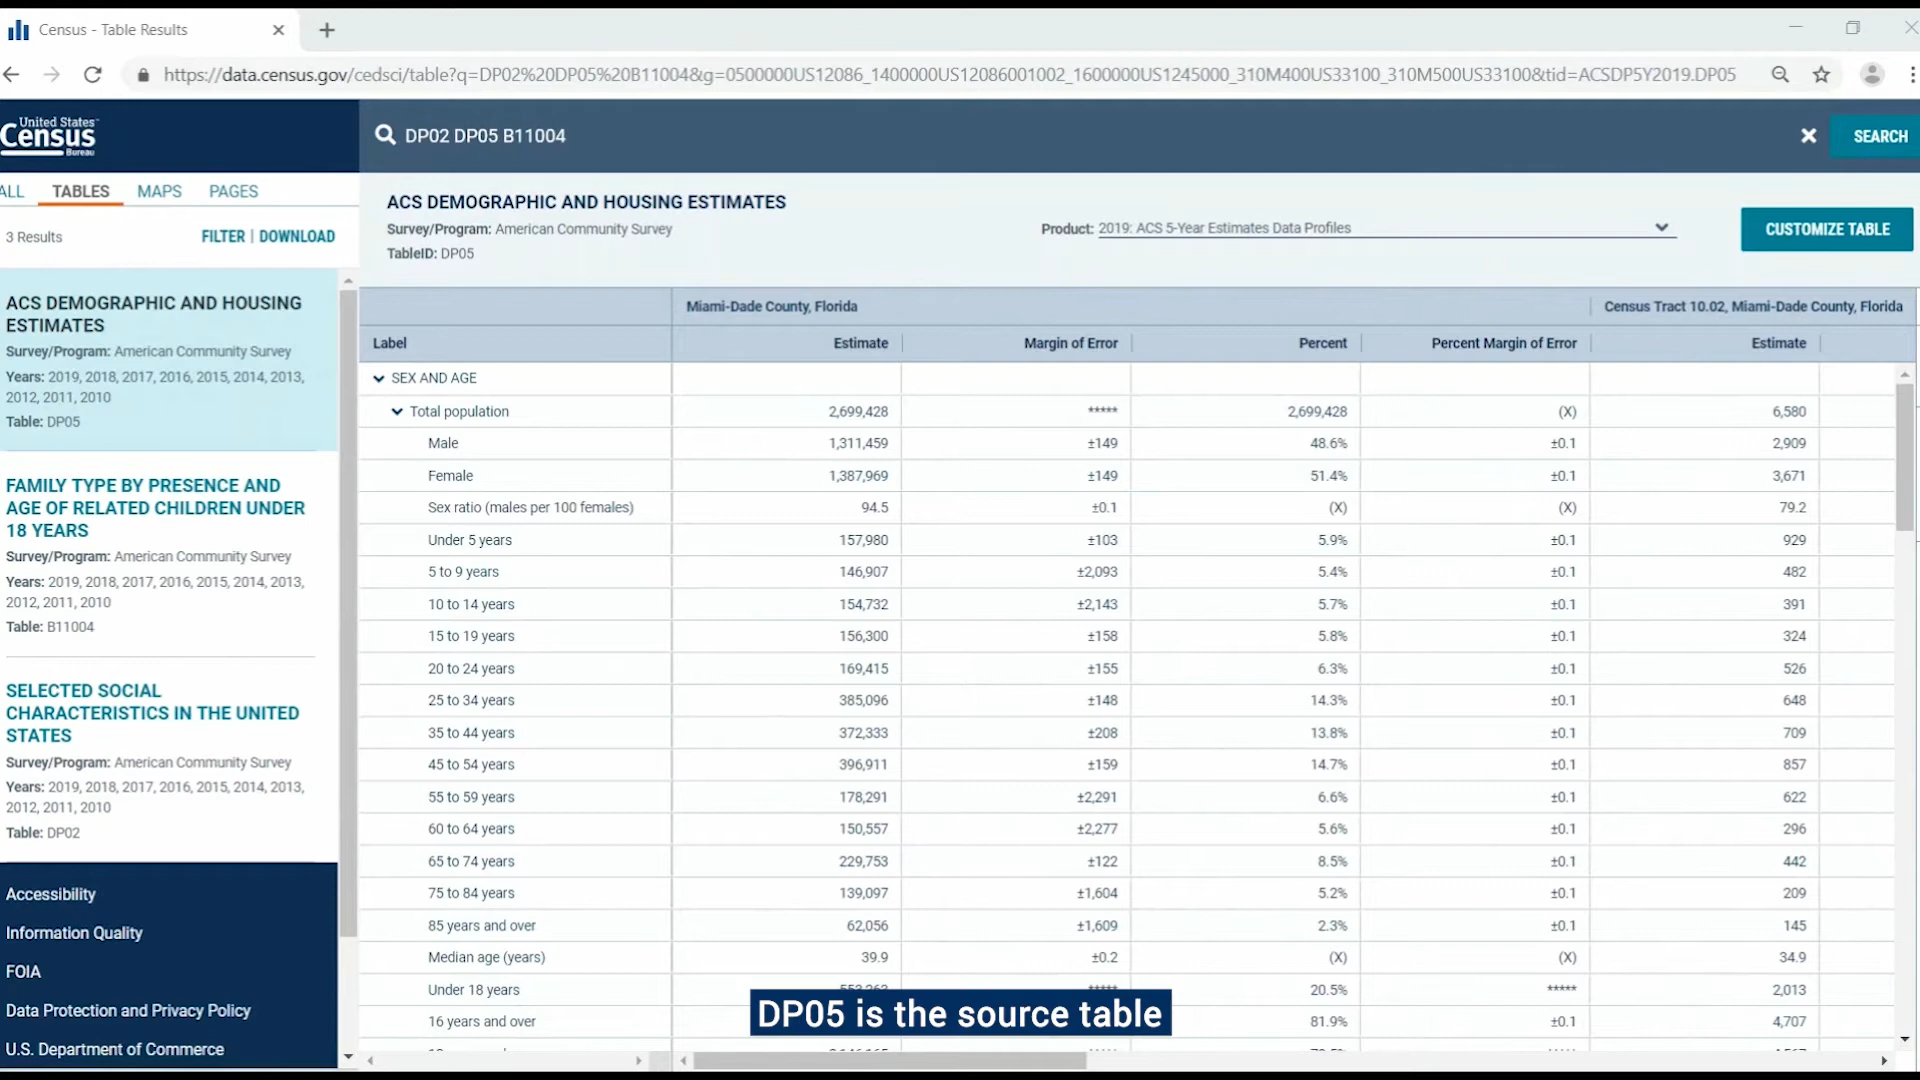 Census - Table Results
https://data.census.gov/cedsci/table?q=DP02%20DP05%20B11004&g=0500000US12086_1400000US12086001002_1600000US1245000_310M400US33100_310M500US33100&tid=ACSDP5Y2019.DP05
United States
Census
Bureau
DP02 DP05 B11004
SEARCH
ALL TABLES MAPS PAGES
3 Results FILTER | DOWNLOAD
ACS DEMOGRAPHIC AND HOUSING
ESTIMATES
Survey/Program: American Community Survey
Years: 2019, 2018, 2017, 2016, 2015, 2014, 2013,
2012, 2011, 2010
Table: DP05
FAMILY TYPE BY PRESENCE AND
AGE OF RELATED CHILDREN UNDER
18 YEARS
Survey/Program: American Community Survey
Years: 2019, 2018, 2017, 2016, 2015, 2014, 2013,
2012, 2011, 2010
Table: B11004
SELECTED SOCIAL
CHARACTERISTICS IN THE UNITED
STATES
Survey/Program: American Community Survey
Years: 2019, 2018, 2017, 2016, 2015, 2014, 2013,
2012, 2011, 2010
Table: DP02
Accessibility
Information Quality
FOIA
Data Protection and Privacy Policy
U.S. Department of Commerce
ACS DEMOGRAPHIC AND HOUSING ESTIMATES
Survey/Program: American Community Survey
TableID: DP05
Product: 2019: ACS 5-Year Estimates Data Profiles
CUSTOMIZE TABLE
Miami-Dade County, Florida Census Tract 10.02, Miami-Dade County, Florida
Label Estimate Margin of Error Percent Percent Margin of Error Estimate
SEX AND AGE
Total population 2,699,428 ***** 2,699,428 (X) 6,580
Male 1,311,459 ±149 48.6% ±0.1 2,909
Female 1,387,969 ±149 51.4% ±0.1 3,671
Sex ratio (males per 100 females) 94.5 ±0.1 (X) (X) 79.2
Under 5 years 157,980 ±103 5.9% ±0.1 929
5 to 9 years 146,907 ±2,093 5.4% ±0.1 482
10 to 14 years 154,732 ±2,143 5.7% ±0.1 391
15 to 19 years 156,300 ±158 5.8% ±0.1 324
20 to 24 years 169,415 ±155 6.3% ±0.1 526
25 to 34 years 385,096 ±148 14.3% ±0.1 648
35 to 44 years 372,333 ±208 13.8% ±0.1 709
45 to 54 years 396,911 ±159 14.7% ±0.1 857
55 to 59 years 178,291 ±2,291 6.6% ±0.1 622
60 to 64 years 150,557 ±2,277 5.6% ±0.1 296
65 to 74 years 229,753 ±122 8.5% ±0.1 442
75 to 84 years 139,097 ±1,604 5.2% ±0.1 209
85 years and over 62,056 ±1,609 2.3% ±0.1 145
Median age (years) 39.9 ±0.2 (X) (X) 34.9
Under 18 years 20.5% ***** 2,013
16 years and over 81.9% ±0.1 4,707
DP05 is the source table